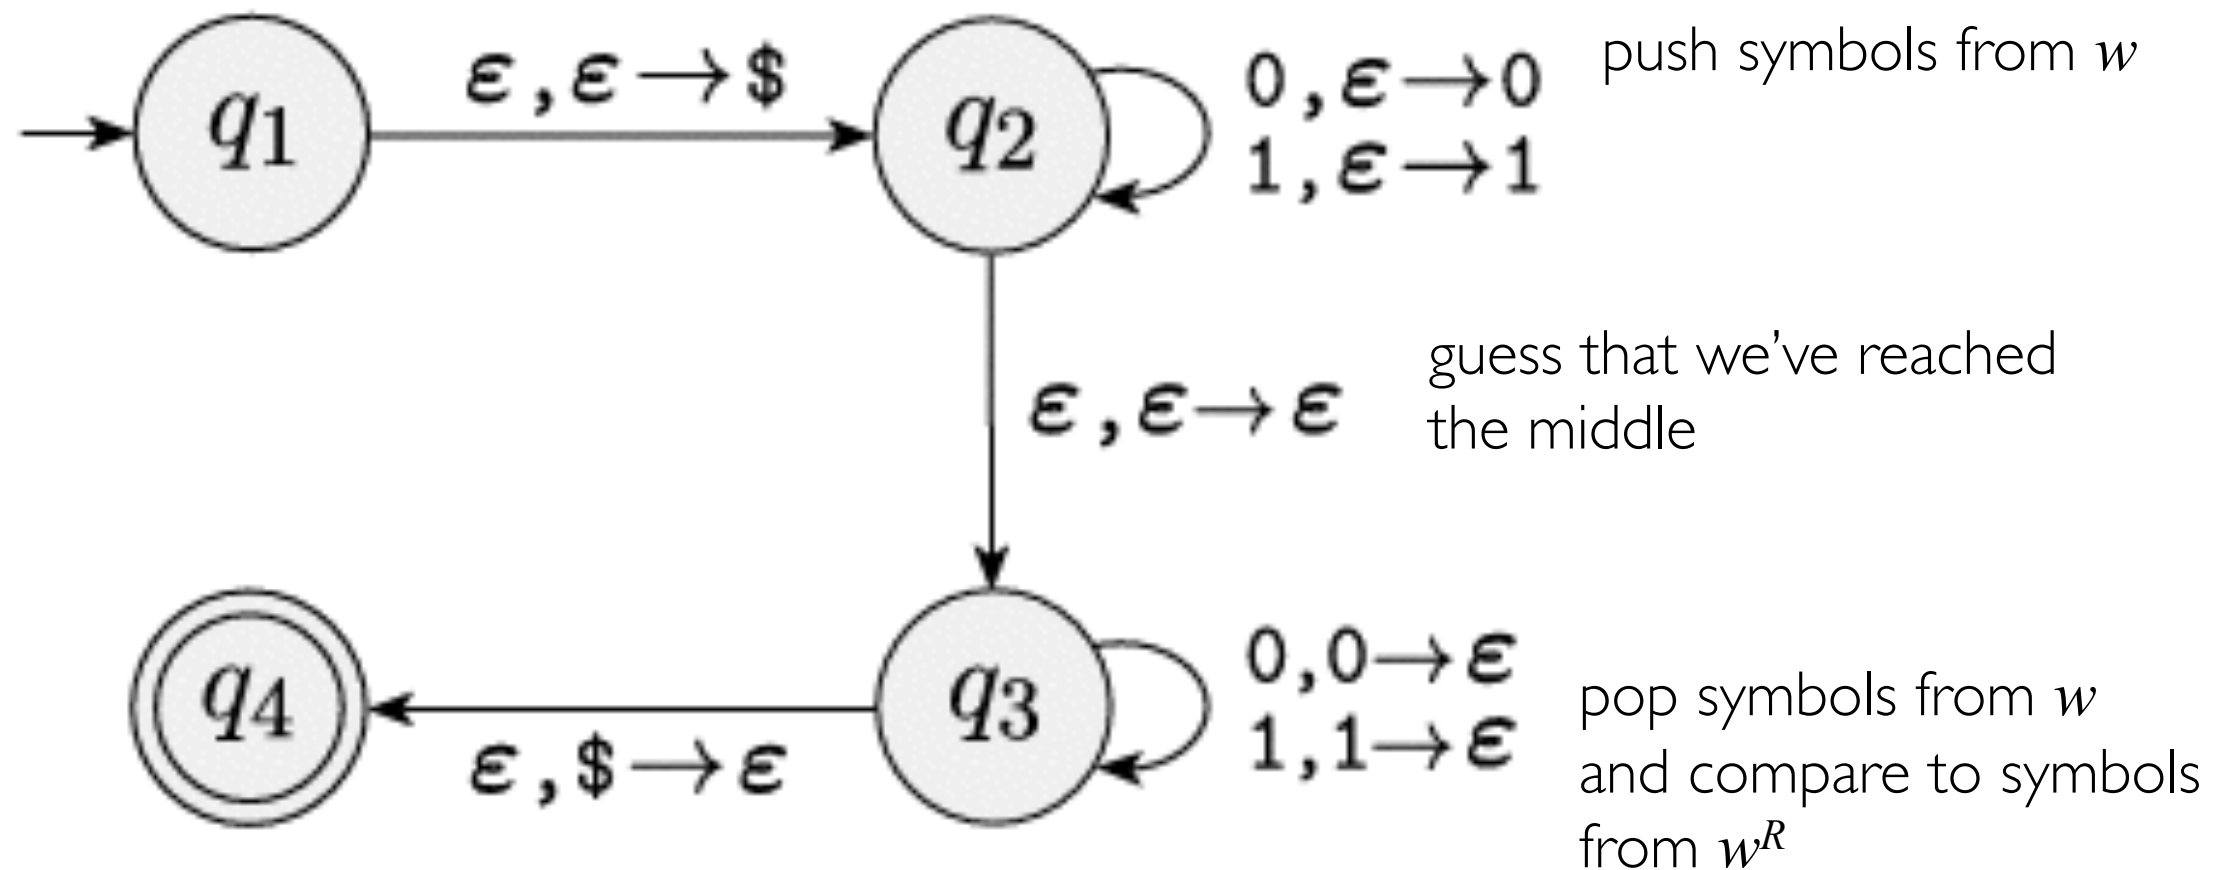 q1
ε,ε→$
q2
0,ε→0
1,ε→1
push symbols from w
ε,ε→ε
guess that we’ve reached
the middle
q4
ε,$→ε
q3
0,0→ε
1,1→ε
pop symbols from w
and compare to symbols
from wᴿ